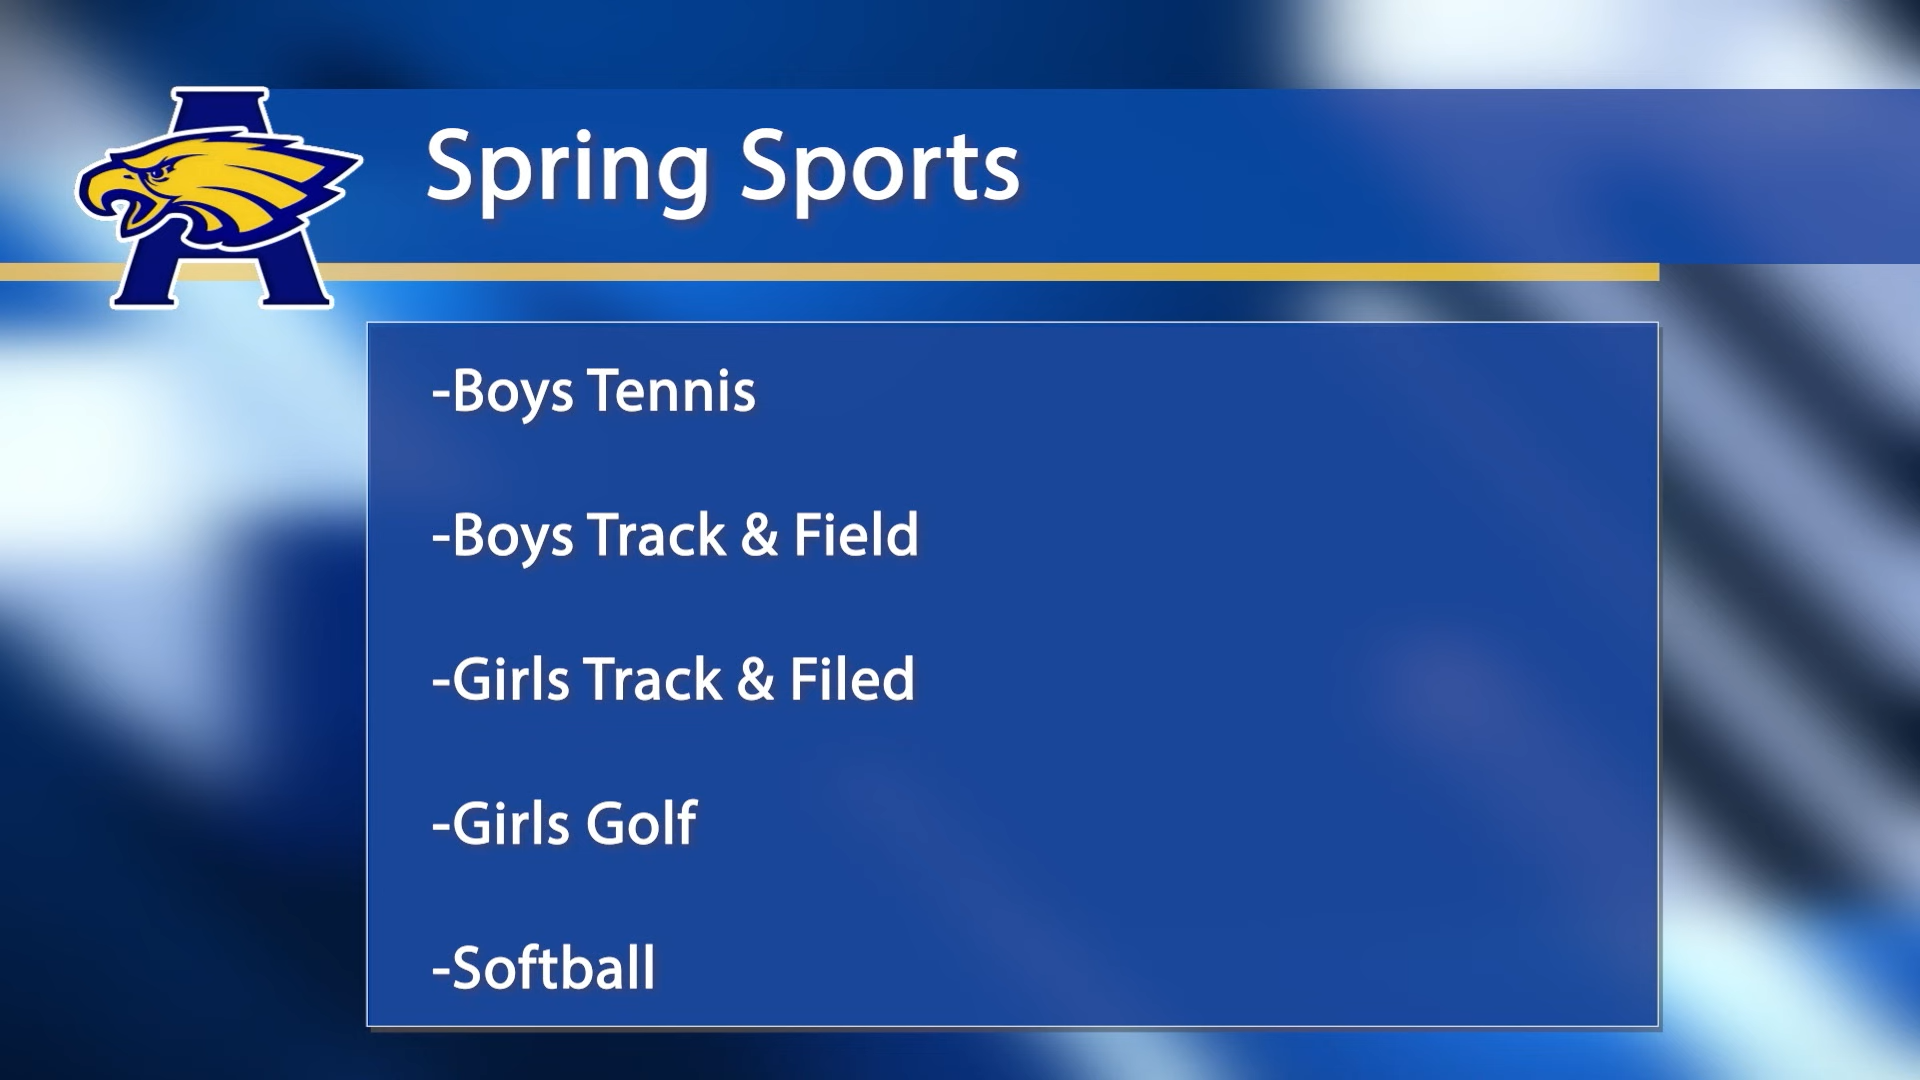 A
Spring Sports
-Boys Tennis
-Boys Track & Field
-Girls Track & Filed
-Girls Golf
-Softball